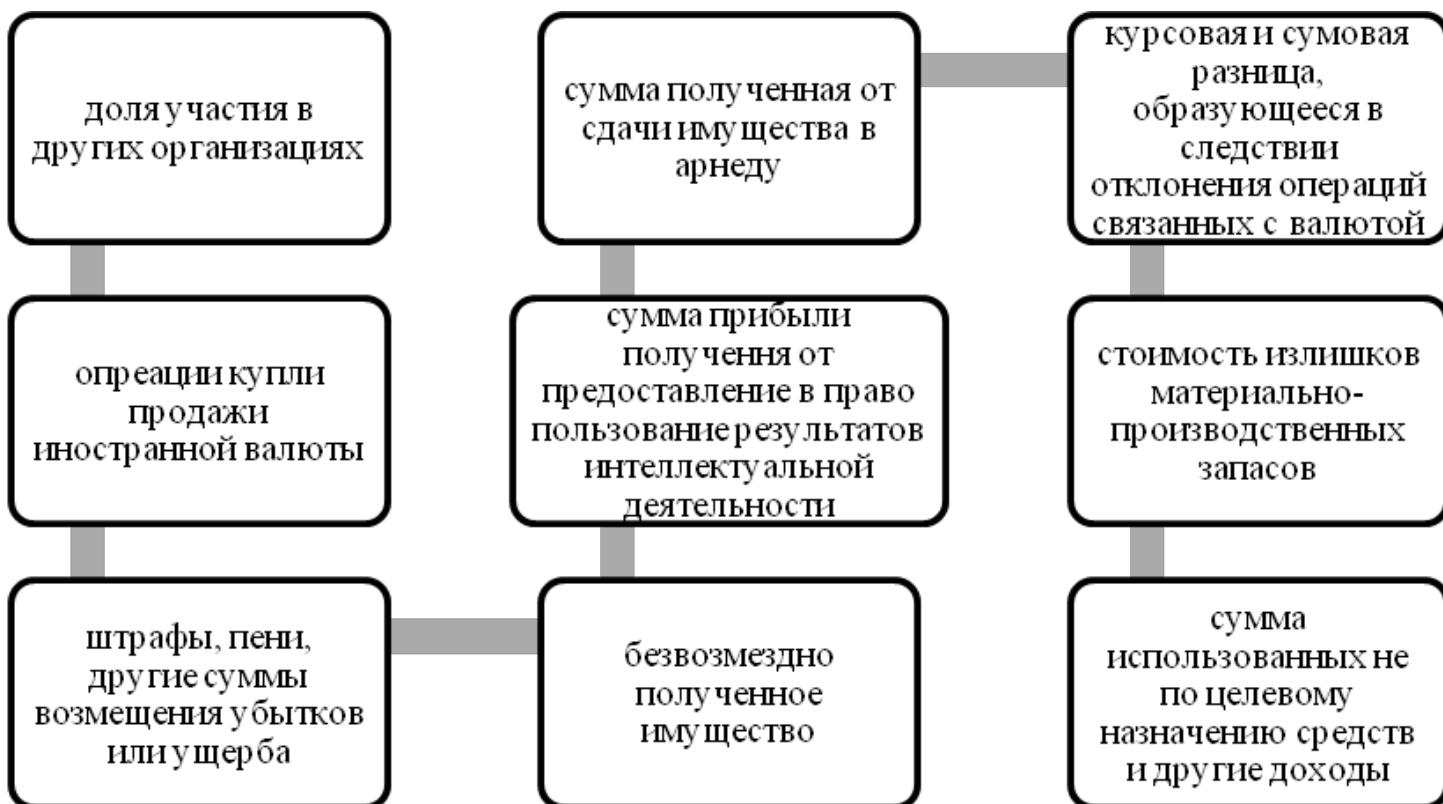 доля участия в
других организациях
опреации купли
продажи
иностранной валюты
штрафы, пени,
другие суммы
возмещения убытков
или ущерба
безвозмездно
полученное
имущество
сумма прибыли
получення от
предоставление в право
пользование результатов
интеллектуальной
деятельности
сумма полученная от
сдачи имущества в
арнеду
курсовая и сумовая
разница,
образующееся в
следствии
отклонения операций
связанных с валютой
стоимость излишков
материально-
производственных
запасов
сумма
использованных не
по целевому
назначению средств
и другие доходы